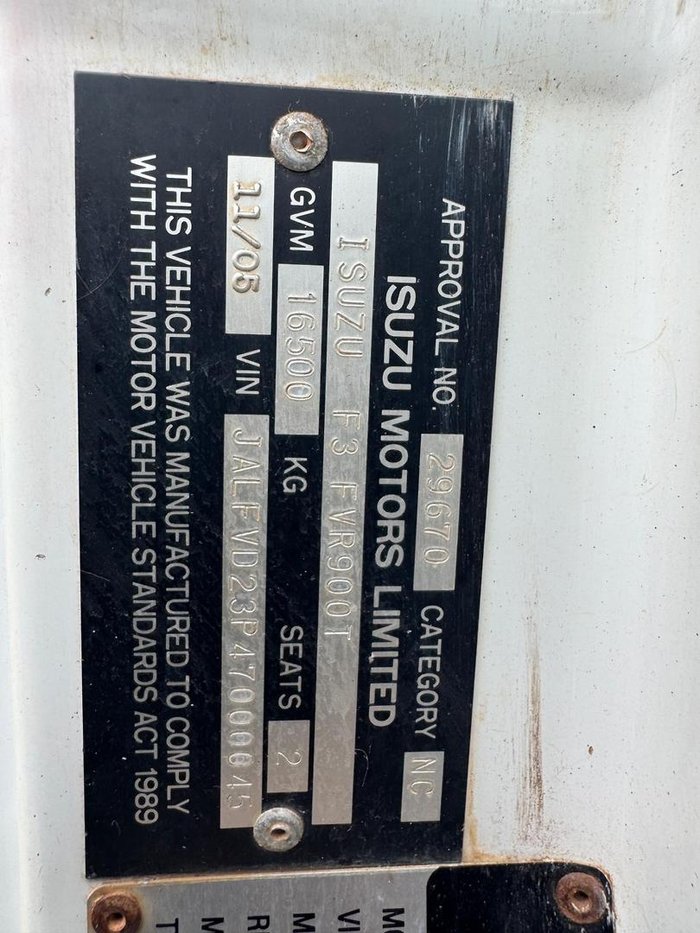 APPROVAL NO. 29670 CATEGORY NC
ISUZU MOTORS LIMITED
ISUZU F3 FVR900T
GVM 16500 KG SEATS 2
11/05 VIN JALFVD23P47000045
THIS VEHICLE WAS MANUFACTURED TO COMPLY
WITH THE MOTOR VEHICLE STANDARDS ACT 1989